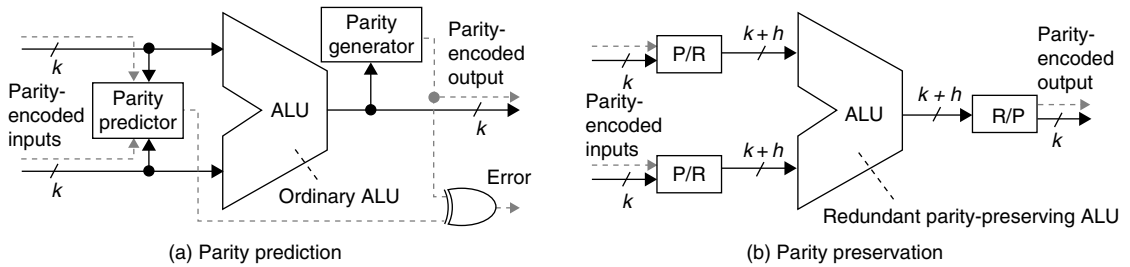 k
Parity-
encoded
inputs
Parity
predictor
k
ALU
Ordinary ALU
Parity
generator
Parity-
encoded
output
k
Error
(a) Parity prediction
k
P/R
k + h
Parity-
encoded
inputs
k
P/R
k + h
ALU
k + h
R/P
Parity-
encoded
output
k
Redundant parity-preserving ALU
(b) Parity preservation